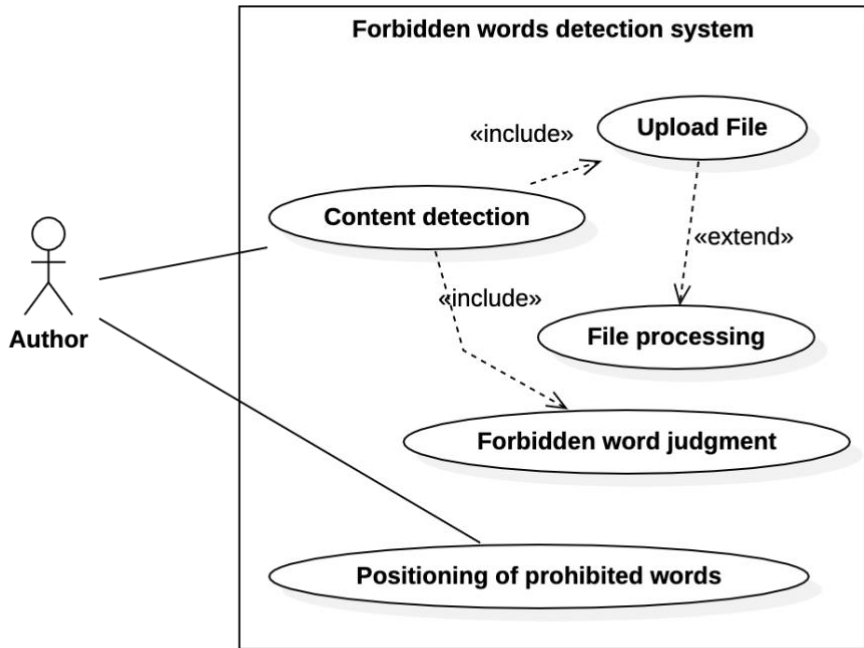 Forbidden words detection system
«include»
Upload File
Content detection
«extend»
«include»
File processing
Author
Forbidden word judgment
Positioning of prohibited words